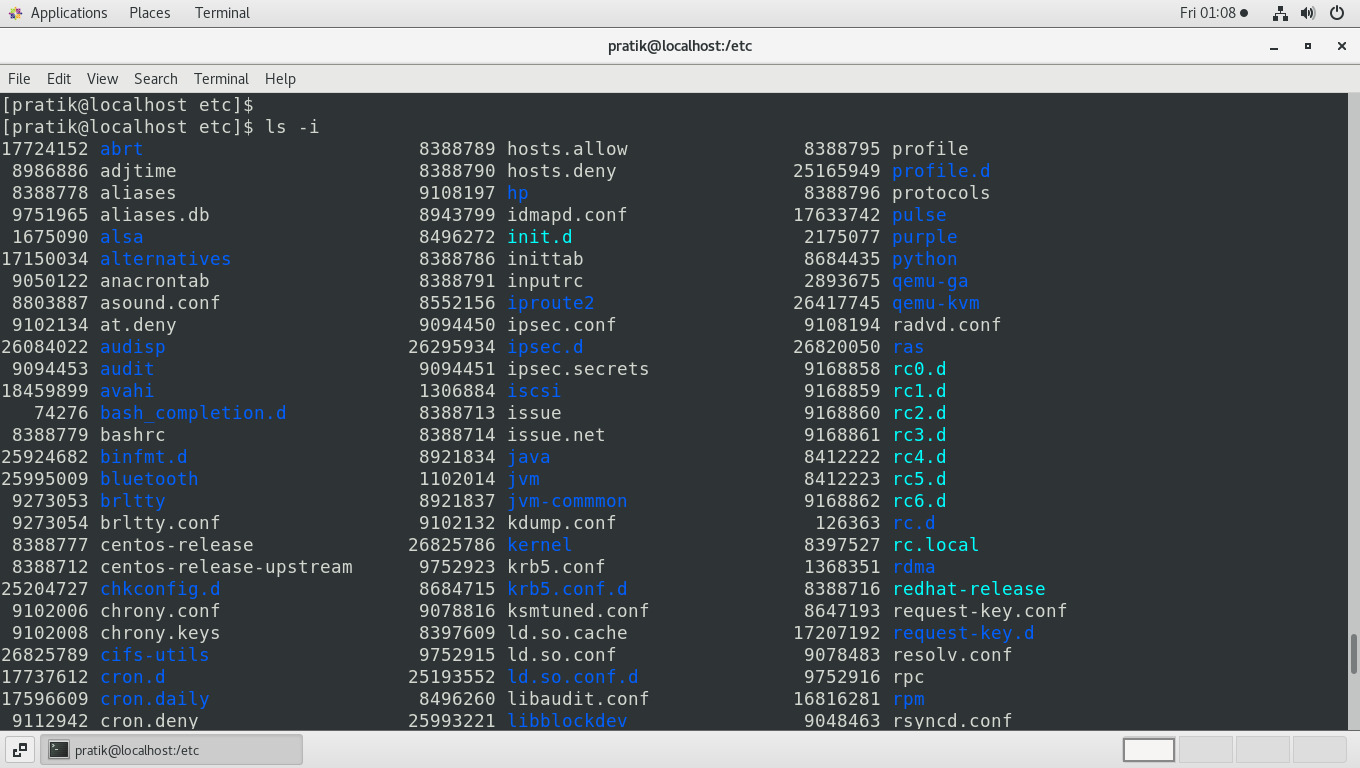 Applications Places Terminal Fri 01:08
pratik@localhost:/etc
File Edit View Search Terminal Help
[pratik@localhost etc]$
[pratik@localhost etc]$ ls -i
17724152 abrt 8388789 hosts.allow 8388795 profile
8986886 adjtime 8388790 hosts.deny 25165949 profile.d
8388778 aliases 9108197 hp 8388796 protocols
9751965 aliases.db 8943799 idmapd.conf 17633742 pulse
1675090 alsa 8496272 init.d 2175077 purple
17150034 alternatives 8388786 inittab 8684435 python
9050122 anacrontab 8388791 inputrc 2893675 qemu-ga
8803887 asound.conf 8552156 iproute2 26417745 qemu-kvm
9102134 at.deny 9094450 ipsec.conf 9108194 radvd.conf
26084022 audisp 26295934 ipsec.d 26820050 ras
9094453 audit 9094451 ipsec.secrets 9168858 rc0.d
18459899 avahi 1306884 iscsi 9168859 rc1.d
74276 bash_completion.d 8388713 issue 9168860 rc2.d
8388779 bashrc 8388714 issue.net 9168861 rc3.d
25924682 binfmt.d 8921834 java 8412222 rc4.d
25995009 bluetooth 1102014 jvm 8412223 rc5.d
9273053 brltty 8921837 jvm-commmon 9168862 rc6.d
9273054 brltty.conf 9102132 kdump.conf 126363 rc.d
8388777 centos-release 26825786 kernel 8397527 rc.local
8388712 centos-release-upstream 9752923 krb5.conf 1368351 rdma
25204727 chkconfig.d 8684715 krb5.conf.d 8388716 redhat-release
9102006 chrony.conf 9078816 ksmtuned.conf 8647193 request-key.conf
9102008 chrony.keys 8397609 ld.so.cache 17207192 request-key.d
26825789 cifs-utils 9752915 ld.so.conf 9078483 resolv.conf
17737612 cron.d 25193552 ld.so.conf.d 9752916 rpc
17596609 cron.daily 8496260 libaudit.conf 16816281 rpm
9112942 cron.deny 25993221 libblockdev 9048463 rsyncd.conf
pratik@localhost:/etc